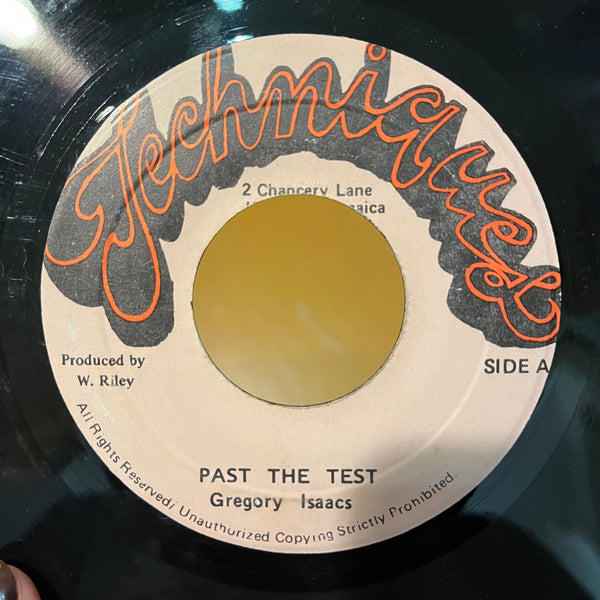 Techniques
2 Chancery Lane
Produced by
W. Riley
SIDE A
PAST THE TEST
Gregory Isaacs
All Rights Reserved; Unauthorized Copying Strictly Prohibited.